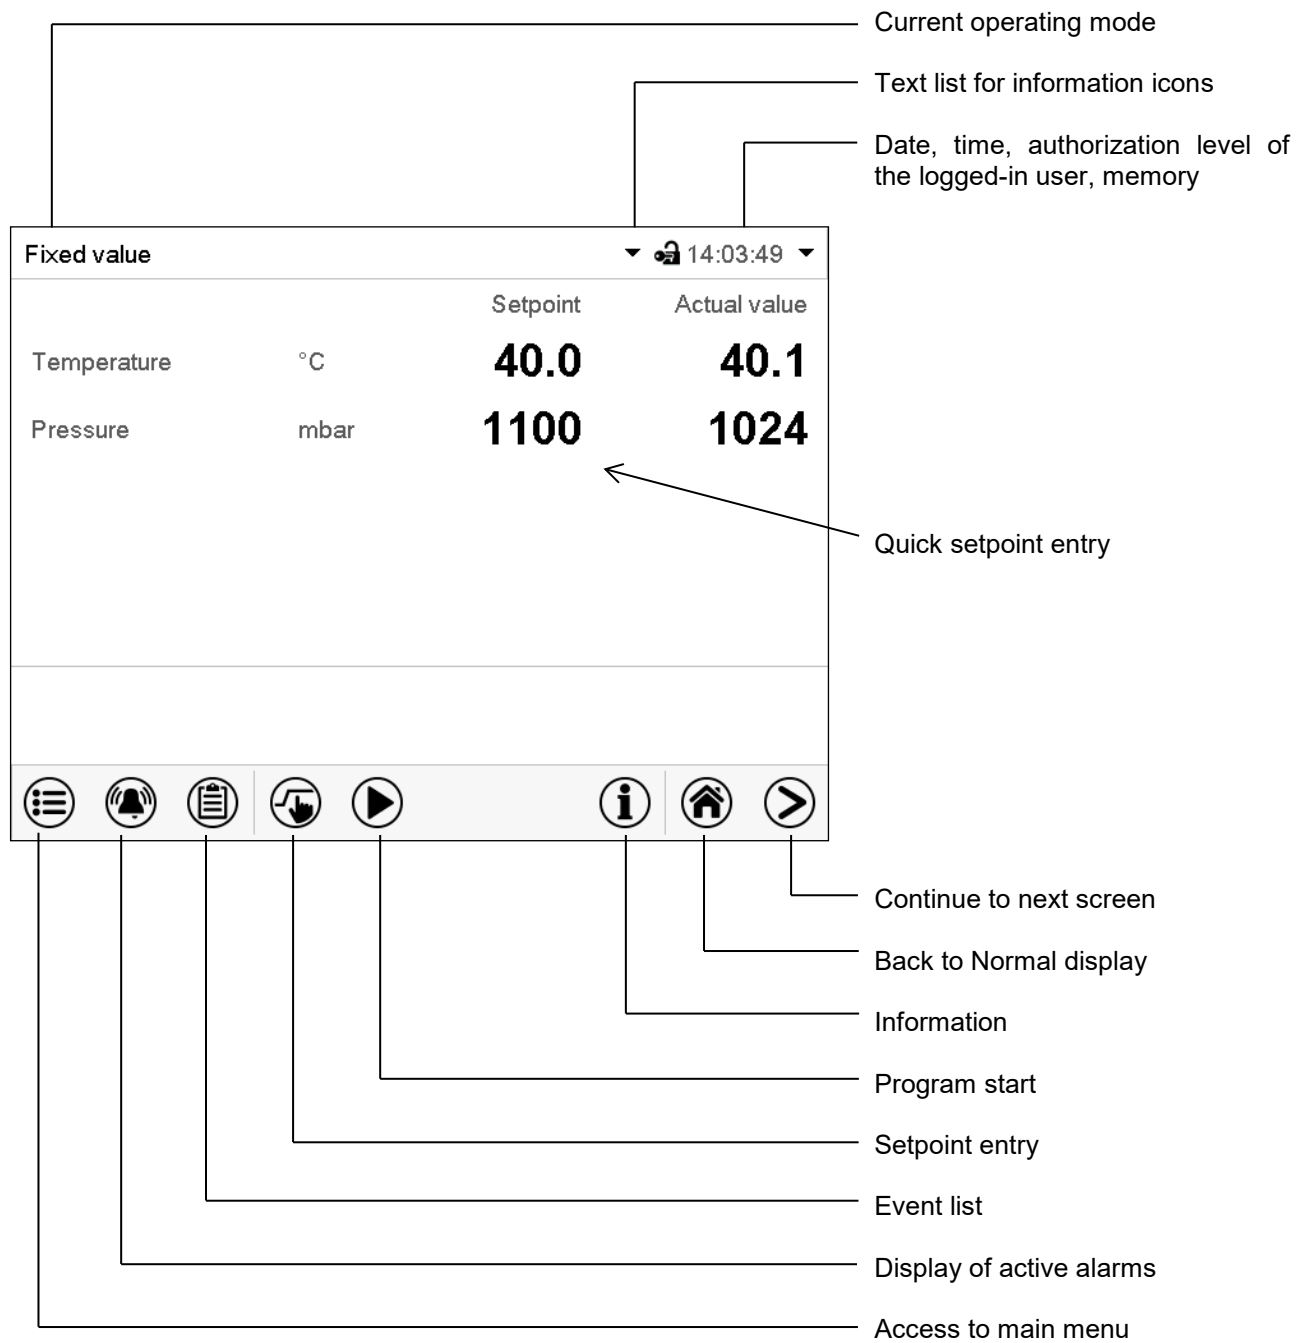 Current operating mode
Text list for information icons
Date, time, authorization level of
the logged-in user, memory
Fixed value 14:03:49
Setpoint Actual value
Temperature °C 40.0 40.1
Pressure mbar 1100 1024
Quick setpoint entry
Continue to next screen
Back to Normal display
Information
Program start
Setpoint entry
Event list
Display of active alarms
Access to main menu